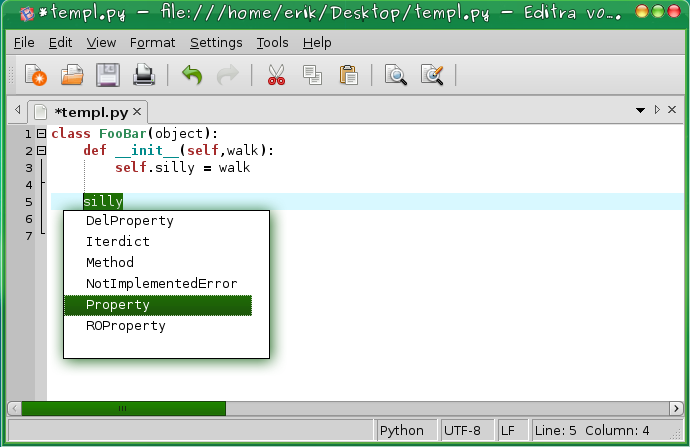 *templ.py – file:///home/erik/Desktop/templ.py – Editra v0...
File Edit View Format Settings Tools Help
*templ.py
1 class FooBar(object):
2 def __init__(self,walk):
3 self.silly = walk
4
5 silly
6
7
DelProperty
Iterdict
Method
NotImplementedError
Property
ROProperty
Python UTF-8 LF Line: 5 Column: 4